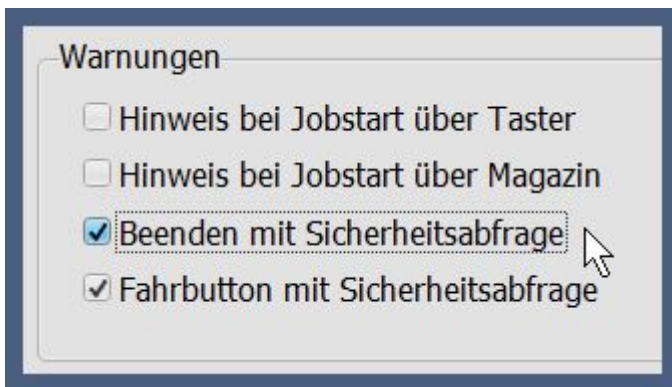 Warnungen
Hinweis bei Jobstart über Taster
Hinweis bei Jobstart über Magazin
Beenden mit Sicherheitsabfrage
Fahrbutton mit Sicherheitsabfrage